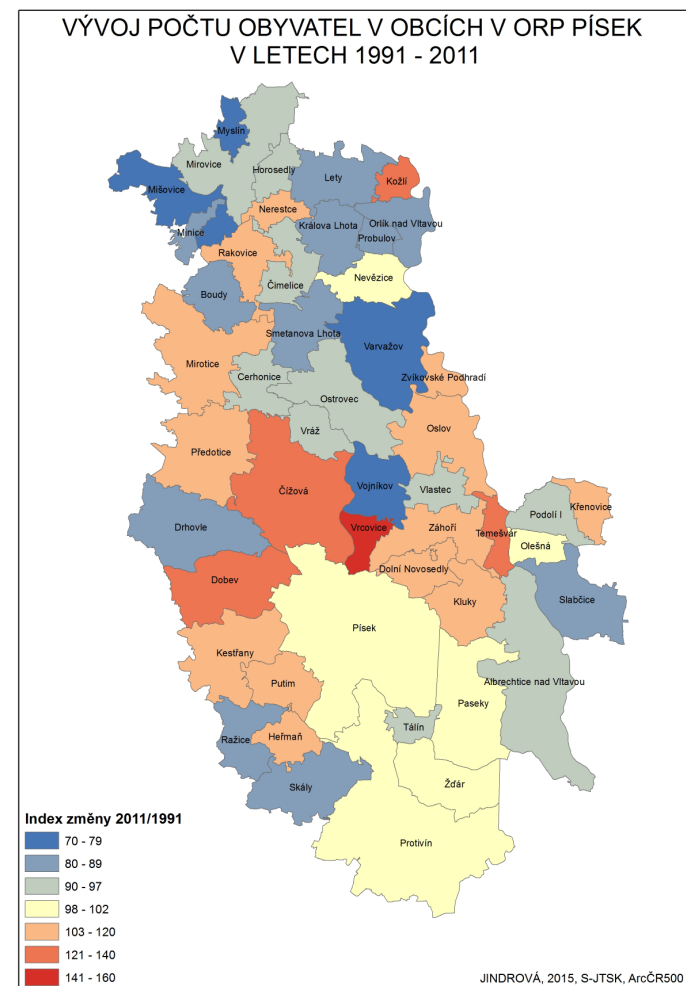 VÝVOJ POČTU OBYVATEL V OBCÍCH V ORP PÍSEK
V LETECH 1991 - 2011
Myslín
Mirovice
Horosedly
Lety
Kožlí
Mišovice
Nerestce
Minice
Králova Lhota
Orlík nad Vltavou
Probulov
Rakovice
Nevězice
Čimelice
Boudy
Smetanova Lhota
Varvažov
Mirotice
Cerhonice
Zvíkovské Podhradí
Ostrovec
Vráž
Oslov
Předotice
Čížová
Vojníkov
Vlastec
Podolí I
Křenovice
Drhovle
Vrcovice
Záhoří
Temešvár
Olešná
Dolní Novosedly
Dobev
Kluky
Slabčice
Písek
Kestřany
Putim
Albrechtice nad Vltavou
Paseky
Ražice
Heřmaň
Tálín
Skály
Žďár
Protivín
Index změny 2011/1991
70 - 79
80 - 89
90 - 97
98 - 102
103 - 120
121 - 140
141 - 160
JINDROVÁ, 2015, S-JTSK, ArcČR500